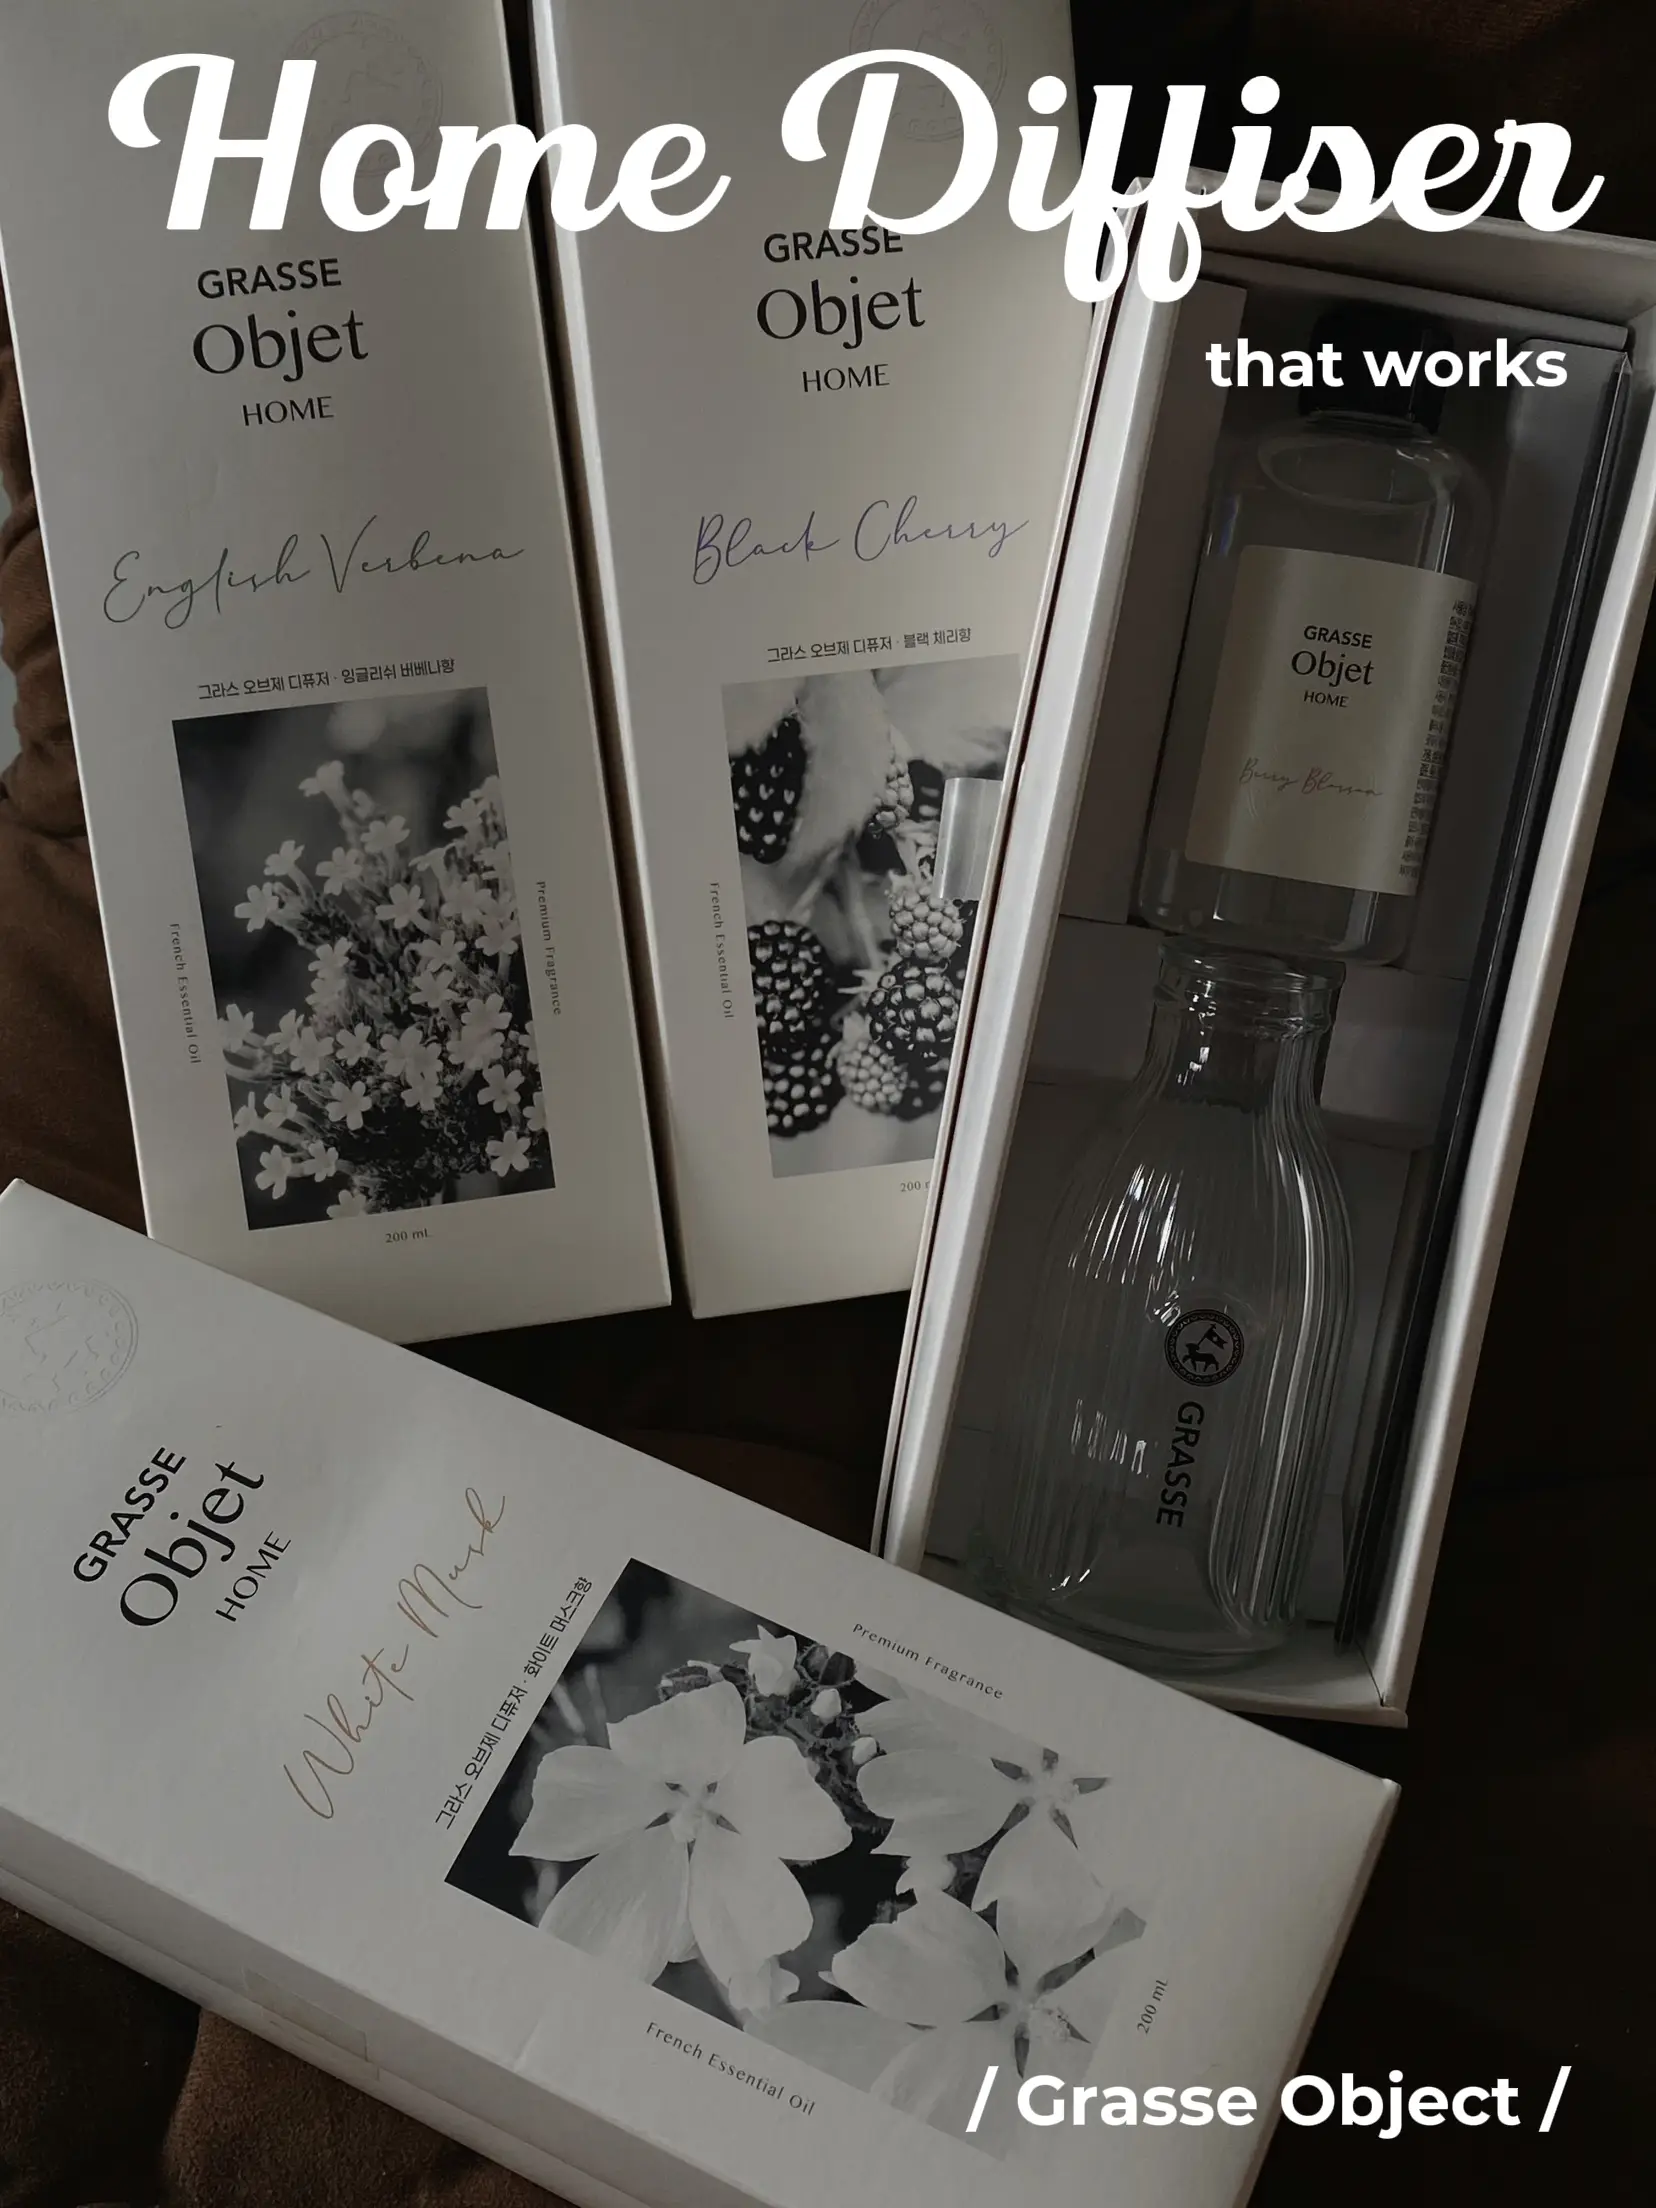 Home Diffiser
that works
GRASSE
Objet
HOME
English Verbena
그라스 오브제 디퓨저 · 잉글리쉬 버베나향
French Essential Oil
Premium Fragrance
200 mL
GRASSE
Objet
HOME
Black Cherry
그라스 오브제 디퓨저 · 블랙 체리향
French Essential Oil
200
GRASSE
Objet
HOME
Berry Blossom
GRASSE
GRASSE
Objet
HOME
White Musk
그라스 오브제 디퓨저 · 화이트 머스크향
Premium Fragrance
French Essential Oil
200 mL
/ Grasse Object /